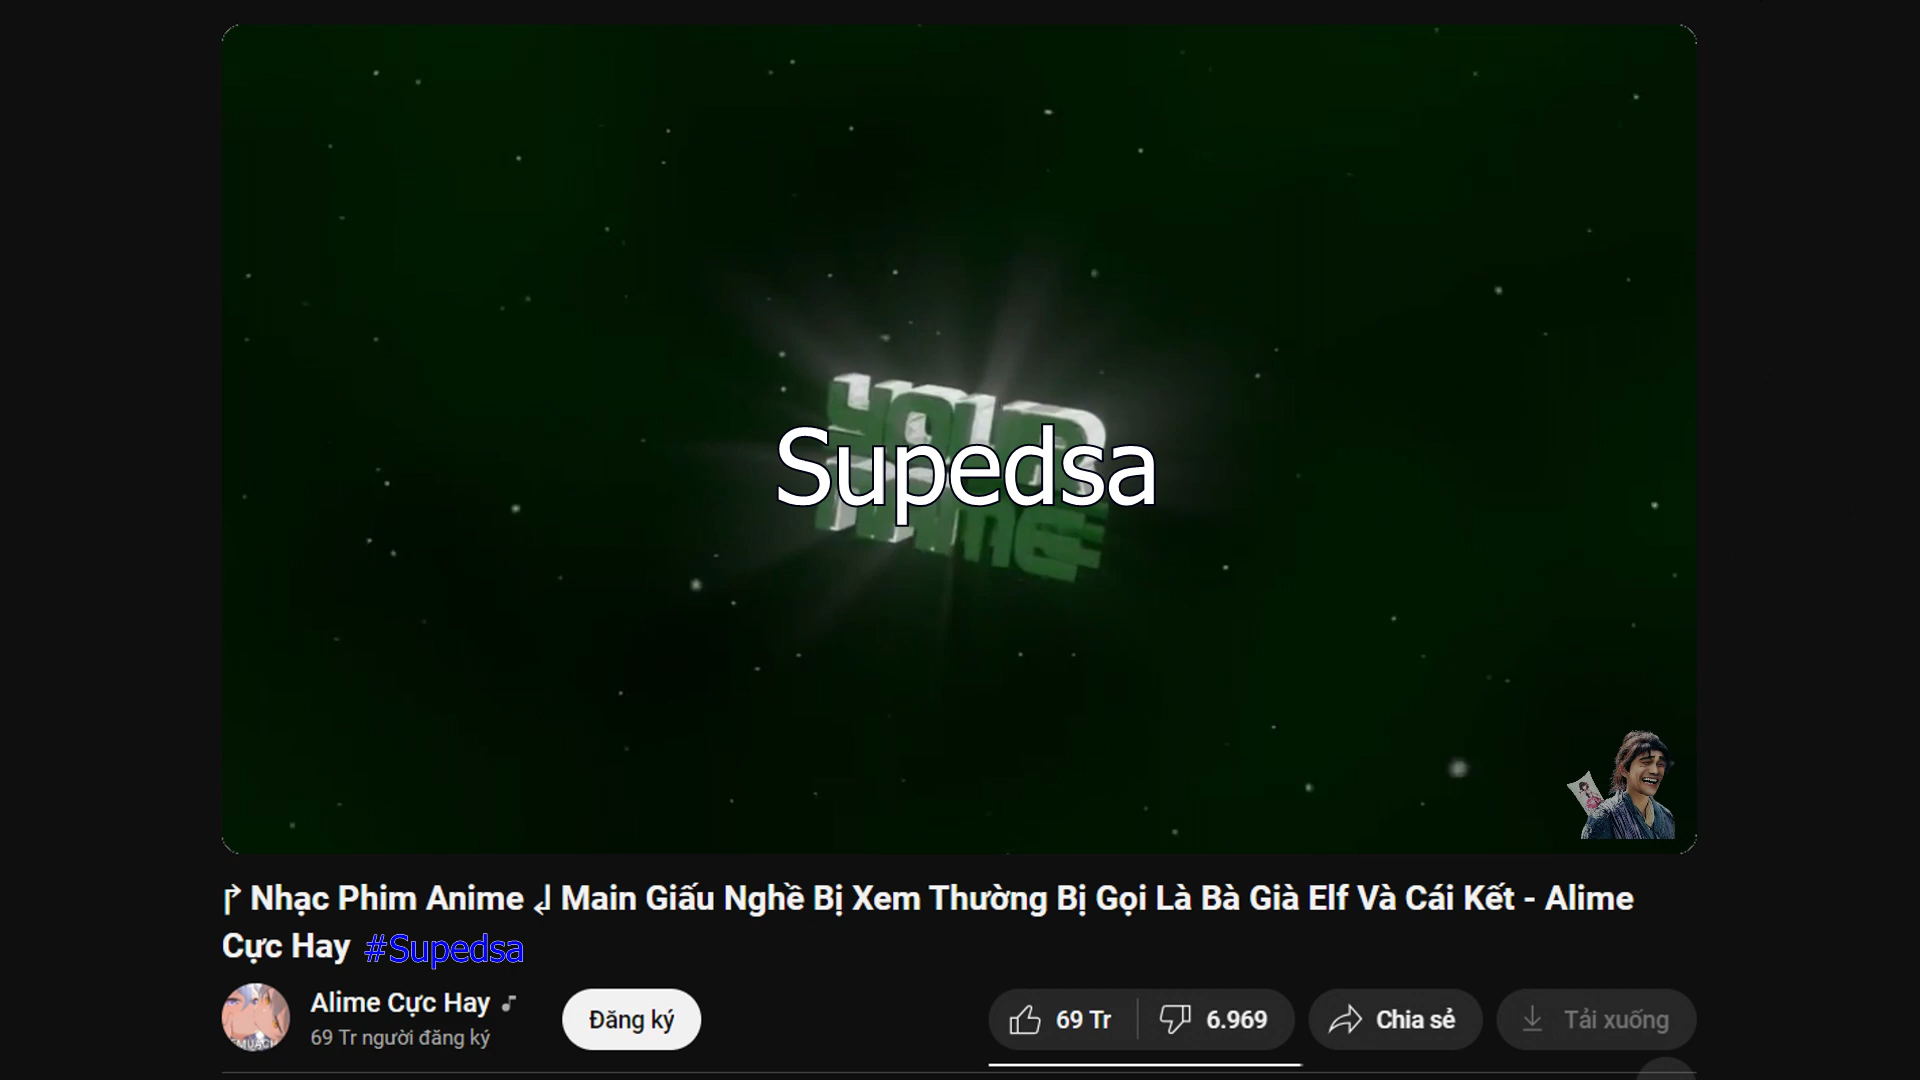 YOUR
Supedsa
NAME
↱ Nhạc Phim Anime ↲ Main Giấu Nghề Bị Xem Thường Bị Gọi Là Bà Già Elf Và Cái Kết - Alime
Cực Hay #Supedsa
Alime Cực Hay
69 Tr người đăng ký
Đăng ký
69 Tr
6.969
Chia sẻ
Tải xuống